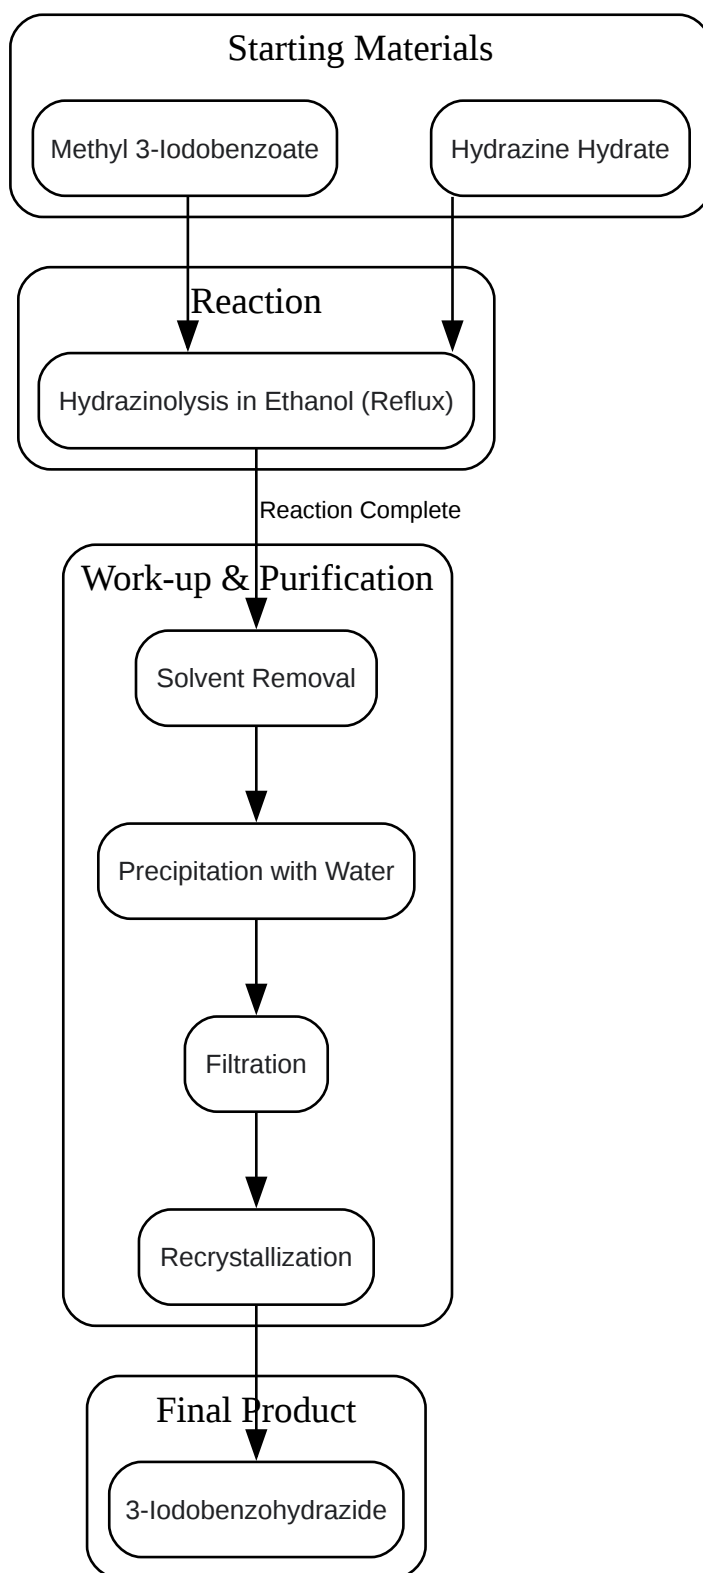 Starting Materials
Methyl 3-Iodobenzoate
Hydrazine Hydrate
Reaction
Hydrazinolysis in Ethanol (Reflux)
Reaction Complete
Work-up & Purification
Solvent Removal
Precipitation with Water
Filtration
Recrystallization
Final Product
3-Iodobenzohydrazide